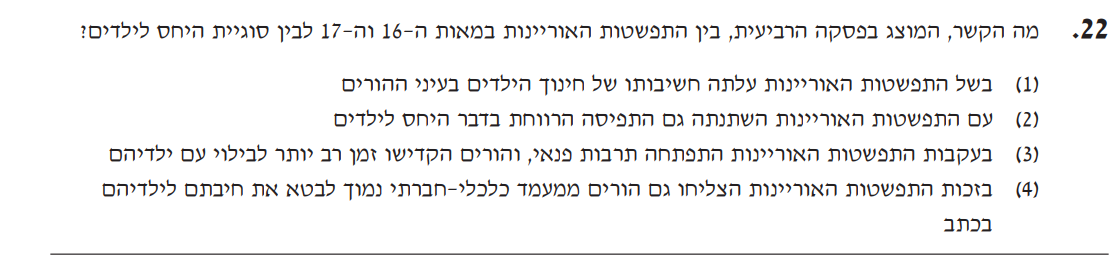 22. מה הקשר, המוצג בפסקה הרביעית, בין התפשטות האוריינות במאות ה-16 וה-17 לבין סוגיית היחס לילדים?
(1) בשל התפשטות האוריינות עלתה חשיבותו של חינוך הילדים בעיני ההורים
(2) עם התפשטות האוריינות השתנתה גם התפיסה הרווחת בדבר היחס לילדים
(3) בעקבות התפשטות האוריינות התפתחה תרבות פנאי, והורים הקדישו זמן רב יותר לבילוי עם ילדיהם
(4) בזכות התפשטות האוריינות הצליחו גם הורים ממעמד כלכלי-חברתי נמוך לבטא את חיבתם לילדיהם
בכתב